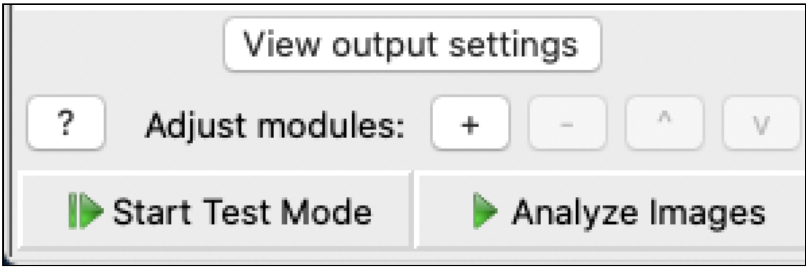 View output settings
? Adjust modules: + - ^ v
Start Test Mode Analyze Images